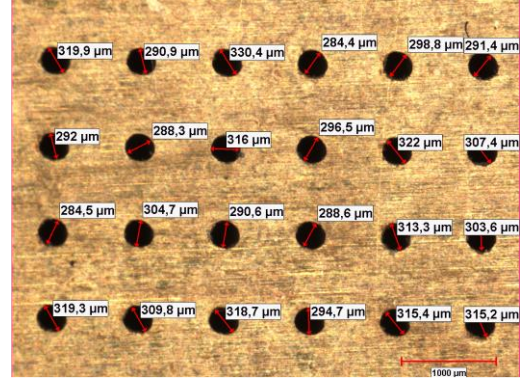 319,9 µm 290,9 µm 330,4 µm 284,4 µm 298,8 µm 291,4 µm
292 µm 288,3 µm 316 µm 296,5 µm 322 µm 307,4 µm
284,5 µm 304,7 µm 290,6 µm 288,6 µm 313,3 µm 303,6 µm
319,3 µm 309,8 µm 318,7 µm 294,7 µm 315,4 µm 315,2 µm
1000 µm